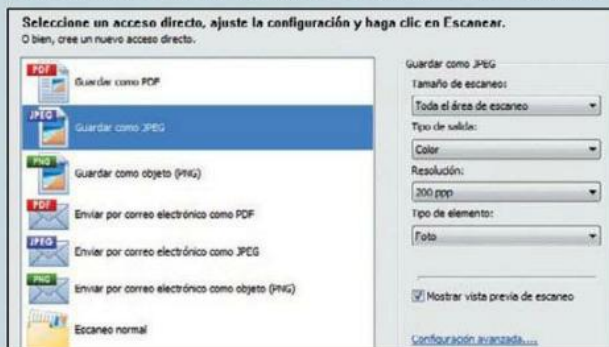 Seleccione un acceso directo, ajuste la configuración y haga clic en Escanear.
O bien, cree un nuevo acceso directo.
PDF
Guardar como PDF
JPEG
Guardar como JPEG
PNG
Guardar como objeto (PNG)
PDF
Enviar por correo electrónico como PDF
JPEG
Enviar por correo electrónico como JPEG
PNG
Enviar por correo electrónico como objeto (PNG)
Escaneo normal
Guardar como JPEG
Tamaño de escaneo:
Toda el área de escaneo
Tipo de salida:
Color
Resolución:
200 ppp
Tipo de elemento:
Foto
Mostrar vista previa de escaneo
Configuración avanzada....